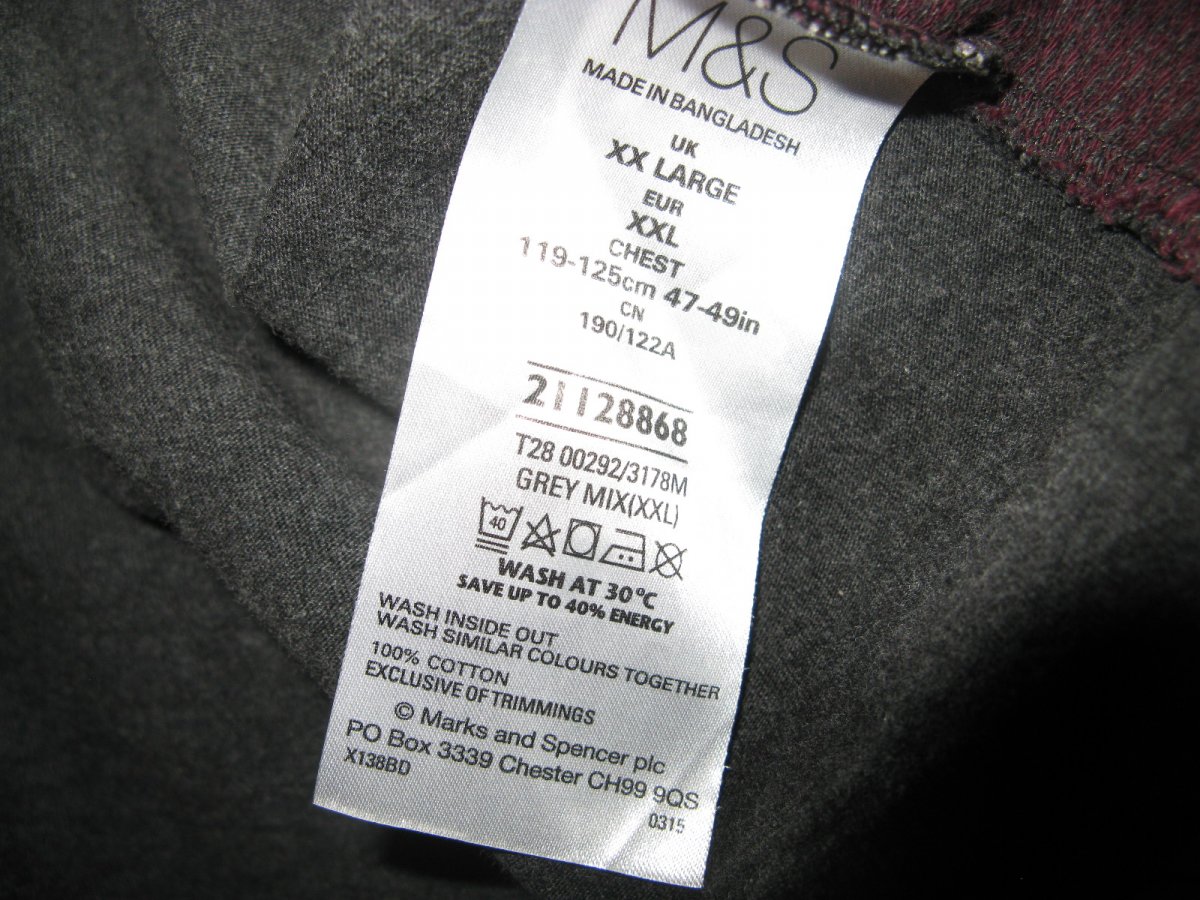 M&S
MADE IN BANGLADESH
UK
XX LARGE
EUR
XXL
CHEST
119-125cm 47-49in
CN
190/122A
21128868
T28 00292/3178M
GREY MIX(XXL)
40
WASH AT 30°C
SAVE UP TO 40% ENERGY
WASH INSIDE OUT
WASH SIMILAR COLOURS TOGETHER
100% COTTON
EXCLUSIVE OF TRIMMINGS
© Marks and Spencer plc
PO Box 3339 Chester CH99 9QS
X138BD
0315